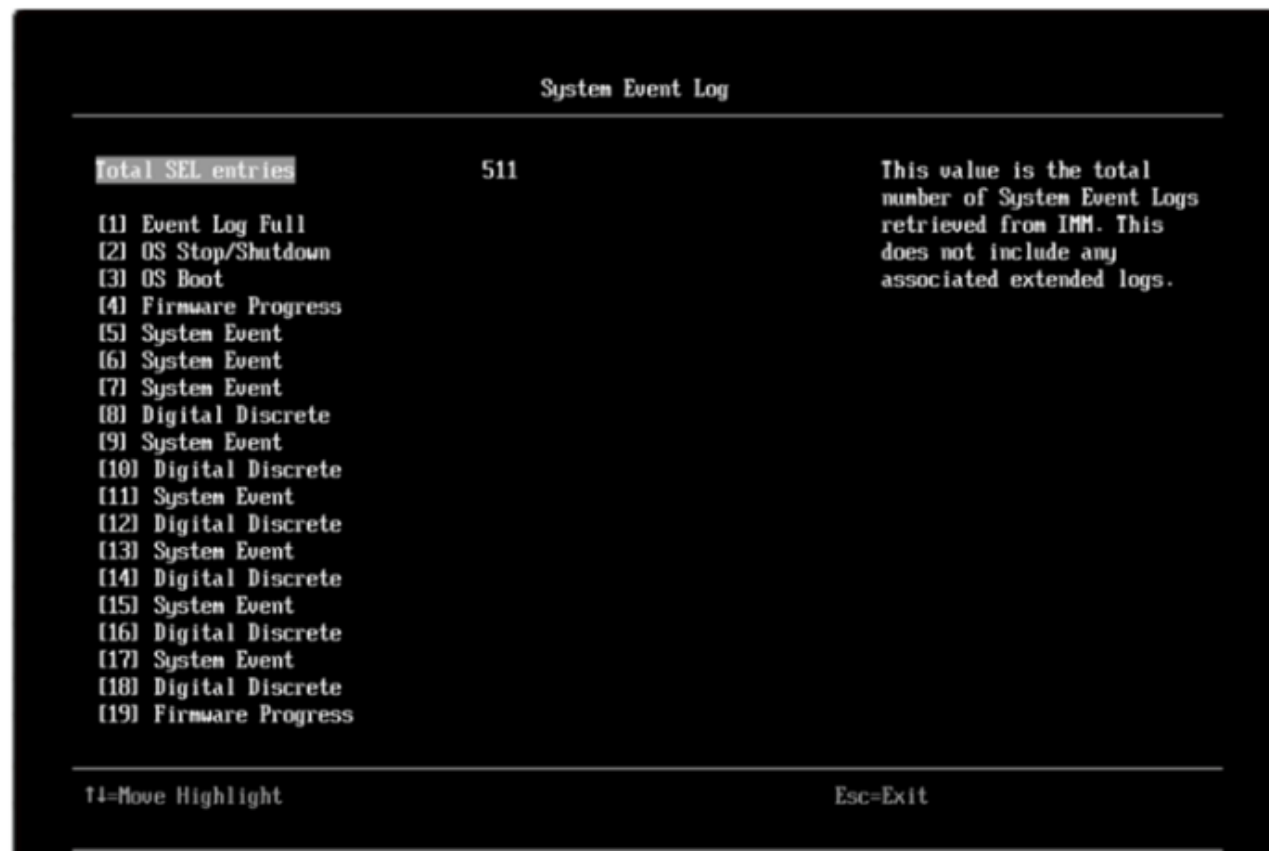 System Event Log
Total SEL entries 511
[1] Event Log Full
[2] OS Stop/Shutdown
[3] OS Boot
[4] Firmware Progress
[5] System Event
[6] System Event
[7] System Event
[8] Digital Discrete
[9] System Event
[10] Digital Discrete
[11] System Event
[12] Digital Discrete
[13] System Event
[14] Digital Discrete
[15] System Event
[16] Digital Discrete
[17] System Event
[18] Digital Discrete
[19] Firmware Progress
This value is the total
number of System Event Logs
retrieved from IMM. This
does not include any
associated extended logs.
↑↓=Move Highlight
Esc=Exit